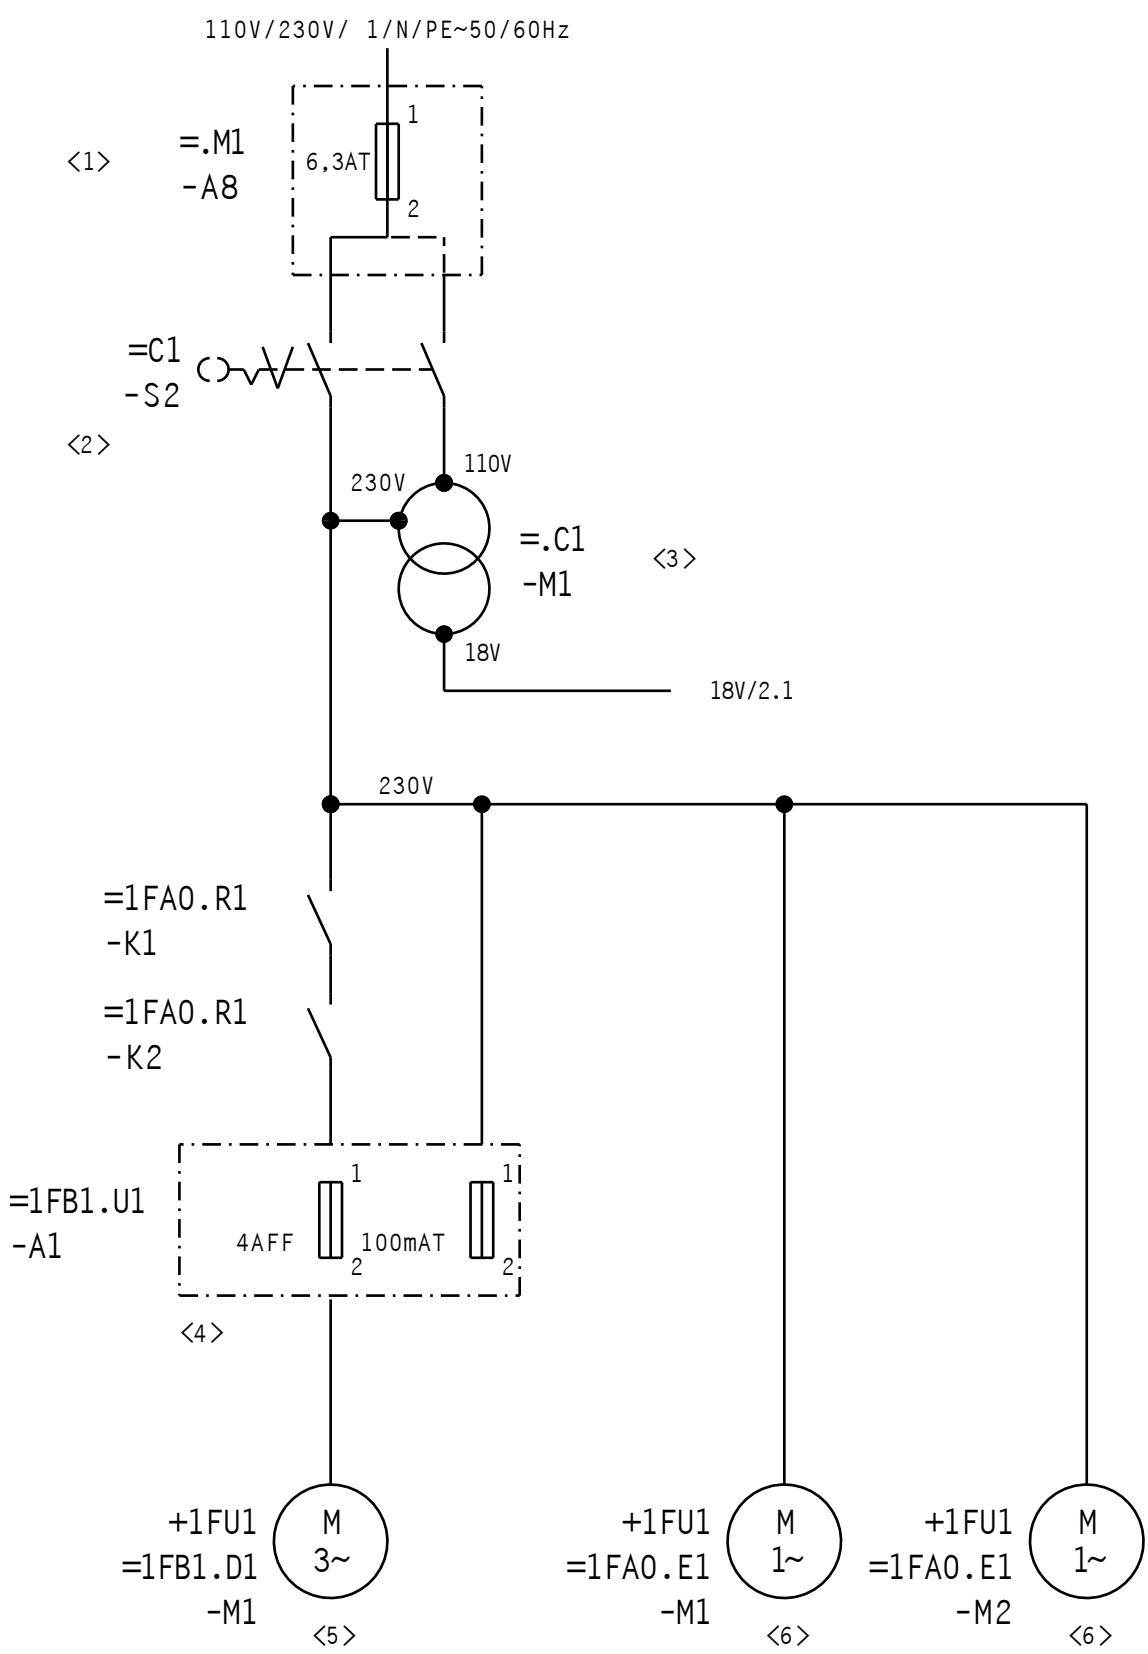 110V/230V/ 1/N/PE~50/60Hz
1
<1>
=.M1
6,3AT
-A8
2
=C1
-S2
<2>
110V
230V
=.C1
<3>
-M1
18V
18V/2.1
230V
=1FA0.R1
-K1
=1FA0.R1
-K2
1
1
=1FB1.U1
-A1
4AFF
100mAT
2
2
<4>
+1FU1
=1FB1.D1
-M1
M
3~
<5>
+1FU1
=1FA0.E1
-M1
M
1~
<6>
+1FU1
=1FA0.E1
-M2
M
1~
<6>